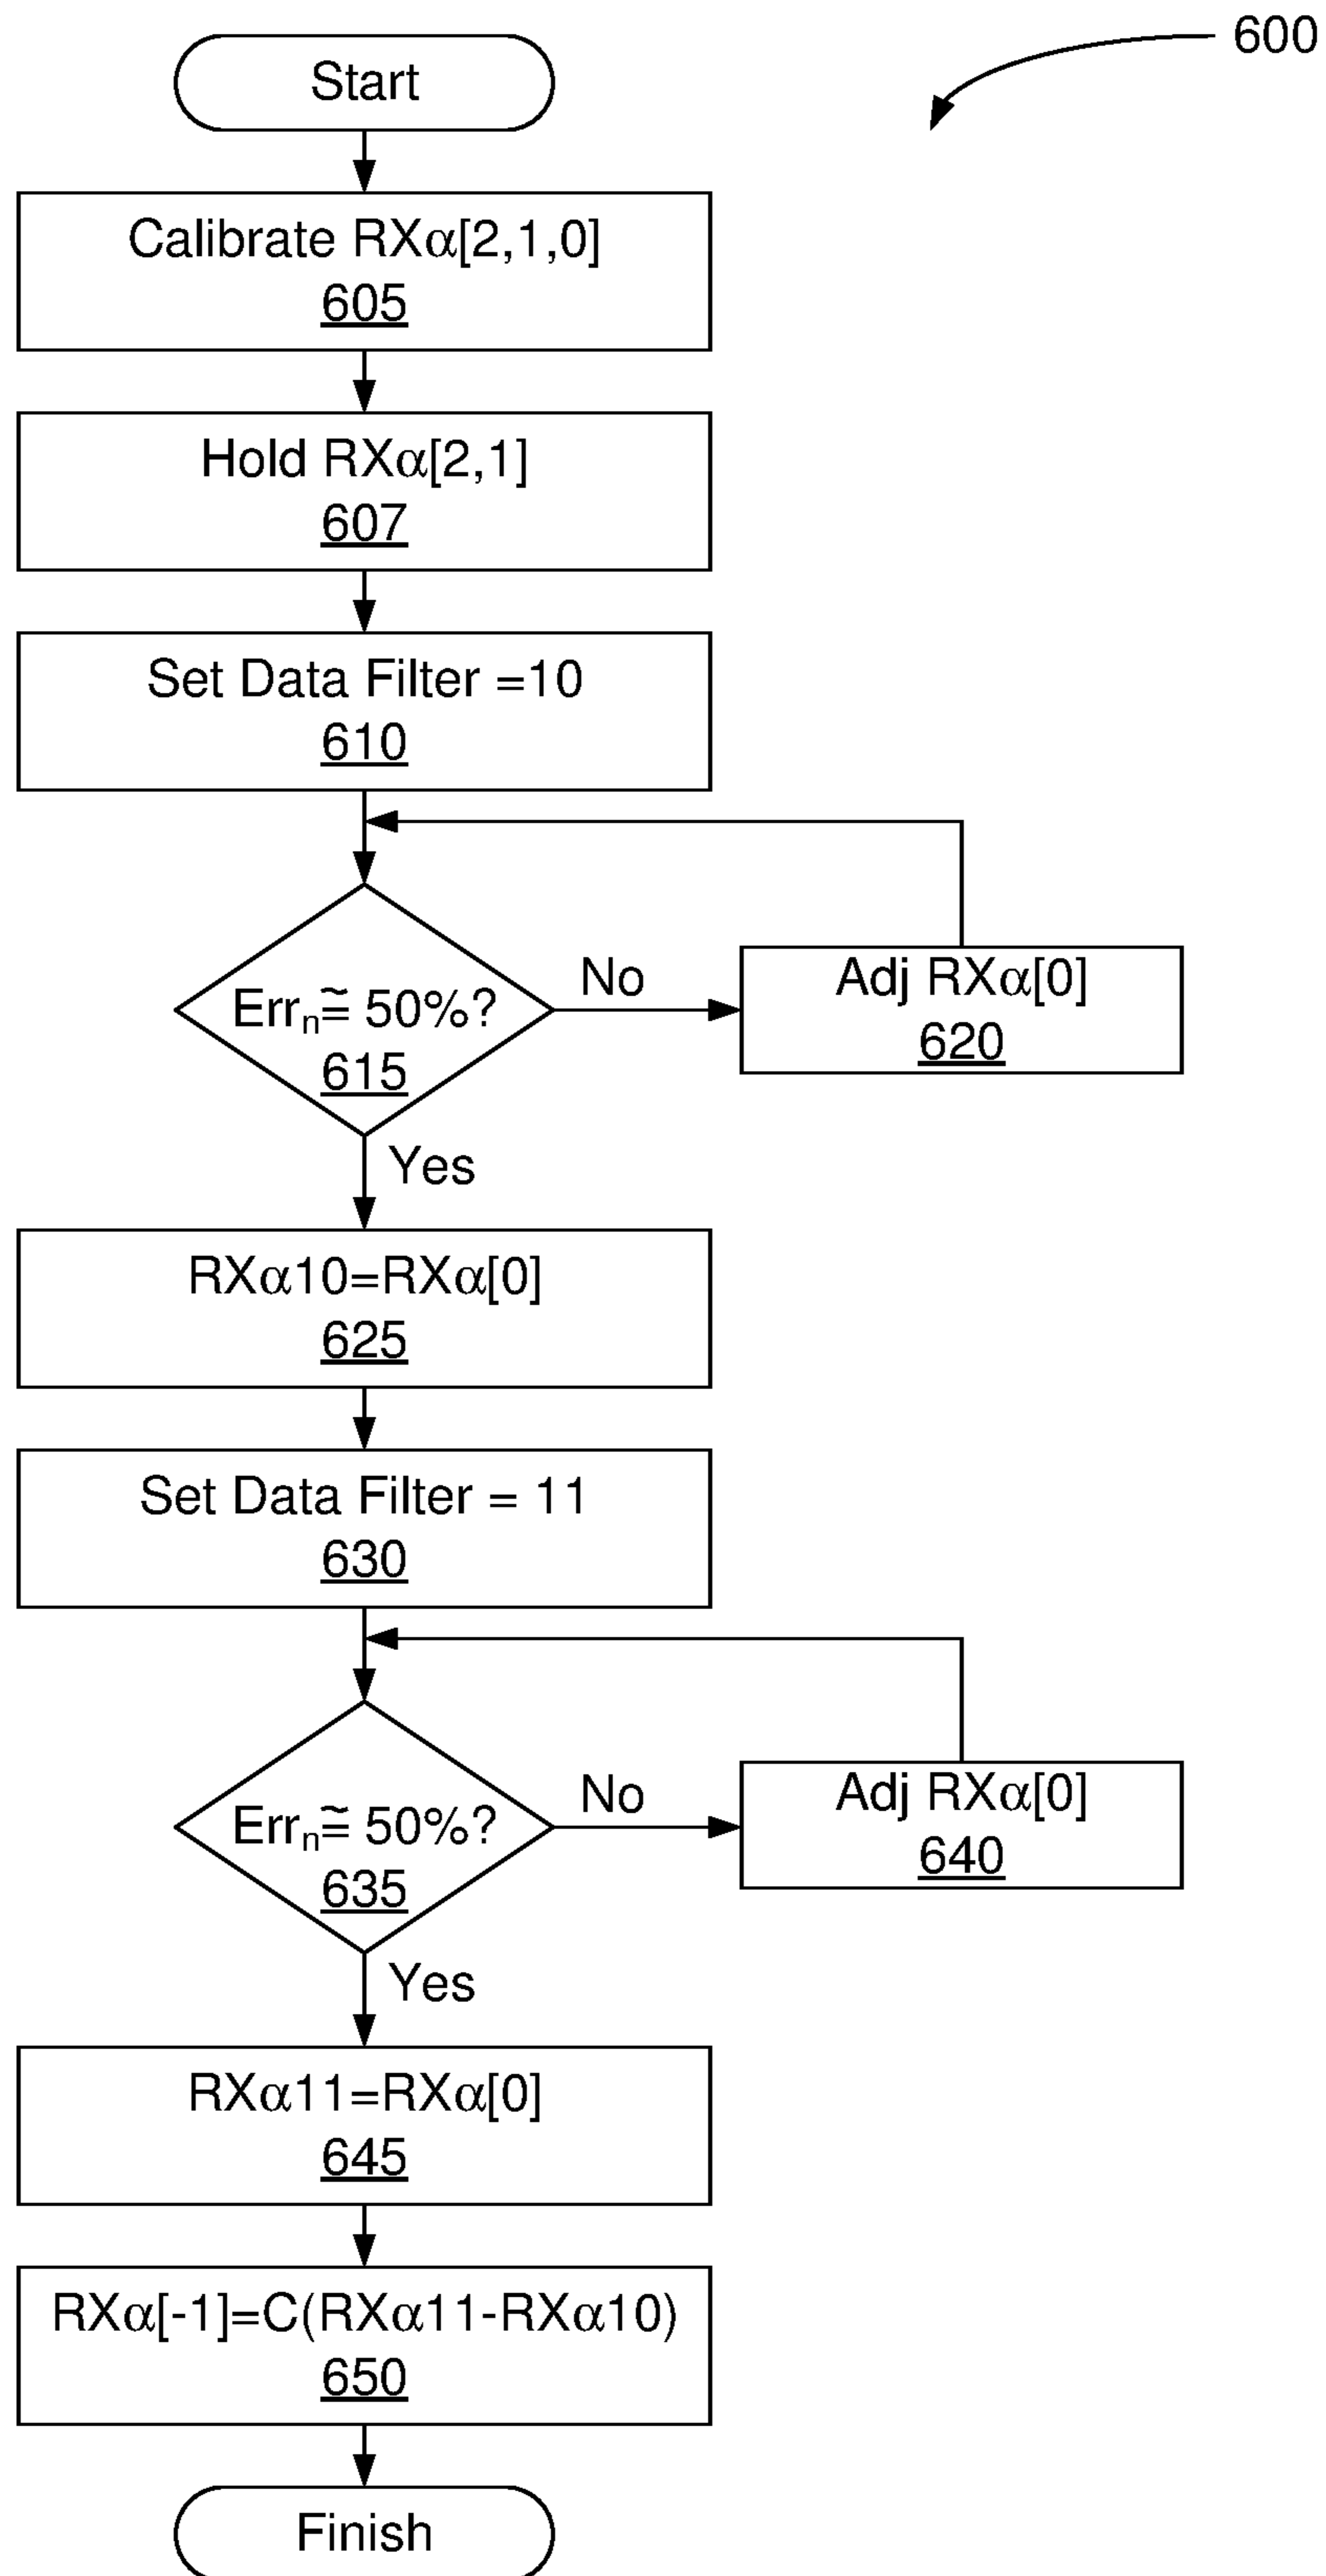 600
Start
Calibrate RXα[2,1,0]
605
Hold RXα[2,1]
607
Set Data Filter =10
610
Errₙ≅ 50%?
615
No
Adj RXα[0]
620
Yes
RXα10=RXα[0]
625
Set Data Filter = 11
630
Errₙ≅ 50%?
635
No
Adj RXα[0]
640
Yes
RXα11=RXα[0]
645
RXα[-1]=C(RXα11-RXα10)
650
Finish